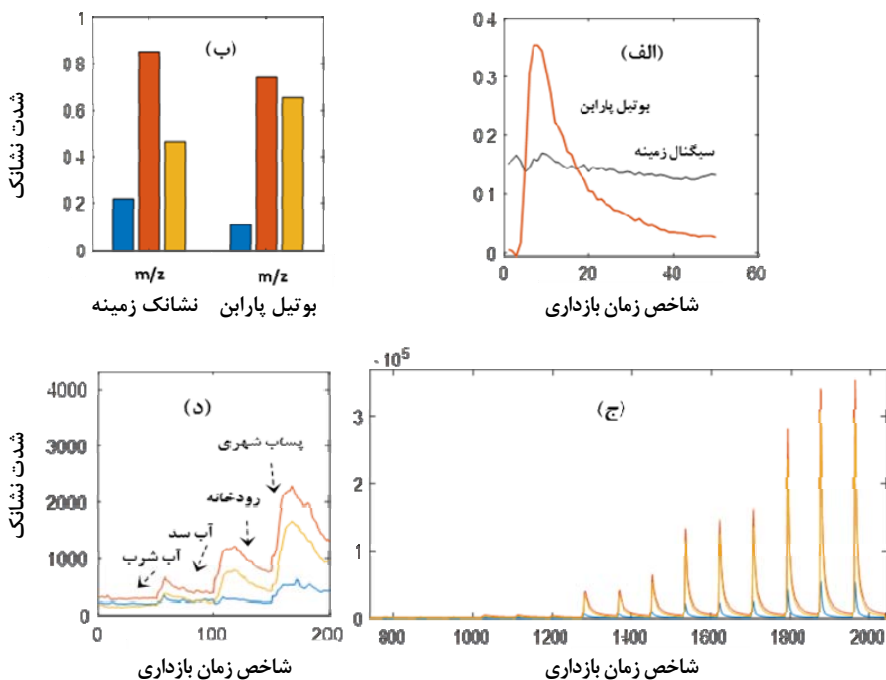 (ب)
1
0.8
0.6
0.4
0.2
0
شدت نشانک
m/z
m/z
نشانک زمینه
بوتیل پارابن
(الف)
0.4
0.3
0.2
0.1
0
بوتیل پارابن
سیگنال زمینه
20
40
60
شاخص زمان بازداری
(د)
4000
3000
2000
1000
0
شدت نشانک
پساب شهری
رودخانه
آب سد
آب شرب
0
100
200
شاخص زمان بازداری
(ج)
10⁵
3
2
1
0
800
1000
1200
1400
1600
1800
2000
شاخص زمان بازداری